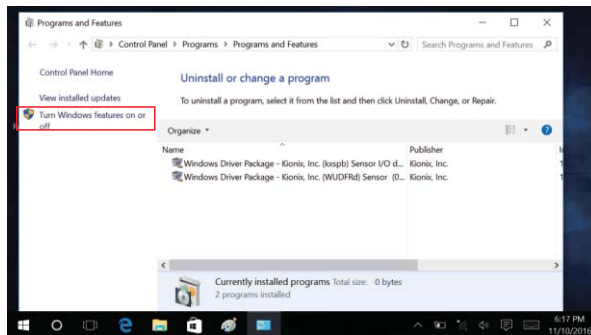 Programs and Features
Control Panel > Programs > Programs and Features
Search Programs and Features
Control Panel Home
View installed updates
Turn Windows features on or
off
Uninstall or change a program
To uninstall a program, select it from the list and then click Uninstall, Change, or Repair.
Organize
Name Publisher
Windows Driver Package - Kionix, Inc. (kxspb) Sensor I/O d... Kionix, Inc.
Windows Driver Package - Kionix, Inc. (WUDFRd) Sensor (0... Kionix, Inc.
Currently installed programs Total size: 0 bytes
2 programs installed
6:17 PM
11/10/2016